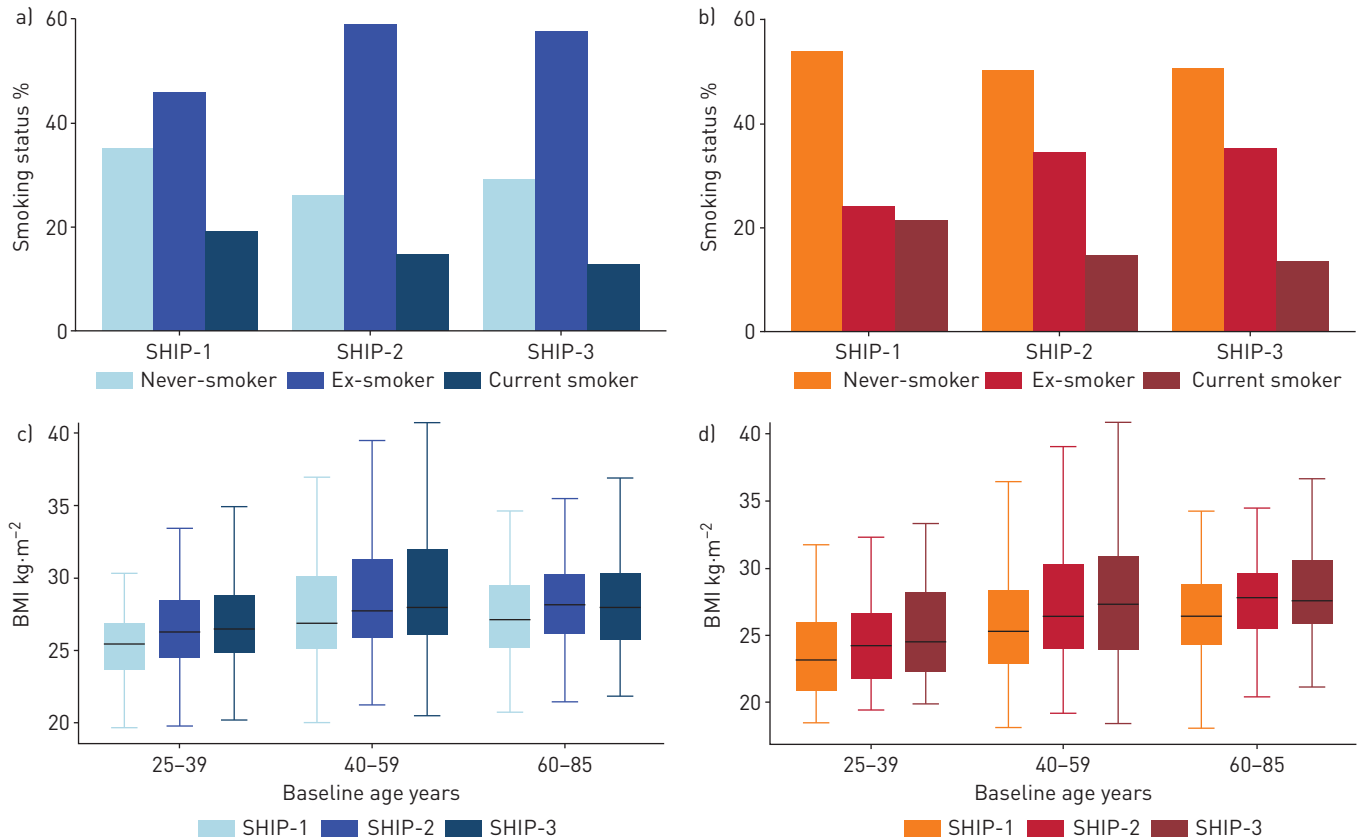 a)
Smoking status %
60
40
20
0
SHIP-1 SHIP-2 SHIP-3
Never-smoker Ex-smoker Current smoker
b)
Smoking status %
60
40
20
0
SHIP-1 SHIP-2 SHIP-3
Never-smoker Ex-smoker Current smoker
c)
BMI kg·m⁻²
40
35
30
25
20
25–39 40–59 60–85
Baseline age years
SHIP-1 SHIP-2 SHIP-3
d)
BMI kg·m⁻²
40
35
30
25
20
25–39 40–59 60–85
Baseline age years
SHIP-1 SHIP-2 SHIP-3